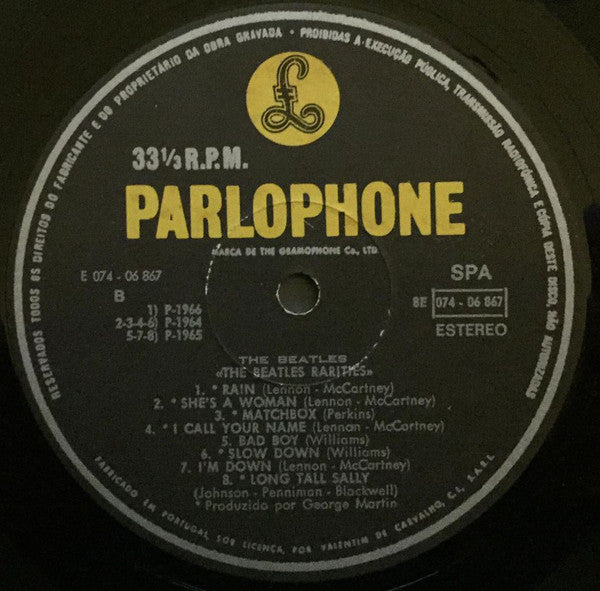 RESERVADOS TODOS OS DIREITOS DO FABRICANTE E DO PROPRIETÁRIO DA OBRA GRAVADA • PROIBIDAS A EXECUÇÃO PÚBLICA, TRANSMISSÃO RADIOFÓNICA E CÓPIA DESTE DISCO, NÃO AUTORIZADAS
£
33 1/3 R.P.M.
PARLOPHONE
MARCA DE THE GRAMOPHONE Co., LTD
E 074 - 06 867
SPA
B
8E 074 - 06 867
1) P-1966
2-3-4-6) P-1964
ESTEREO
5-7-8) P-1965
THE BEATLES
«THE BEATLES RARITIES»
1. * RAIN (Lennon - McCartney)
2. * SHE'S A WOMAN (Lennon - McCartney)
3. * MATCHBOX (Perkins)
4. * I CALL YOUR NAME (Lennon - McCartney)
5. BAD BOY (Williams)
6. * SLOW DOWN (Williams)
7. I'M DOWN (Lennon - McCartney)
8. * LONG TALL SALLY
(Johnson - Penniman - Blackwell)
* Produzido por George Martin
FABRICADO EM PORTUGAL, SOB LICENÇA, POR VALENTIM DE CARVALHO, C.I., S.A.R.L.